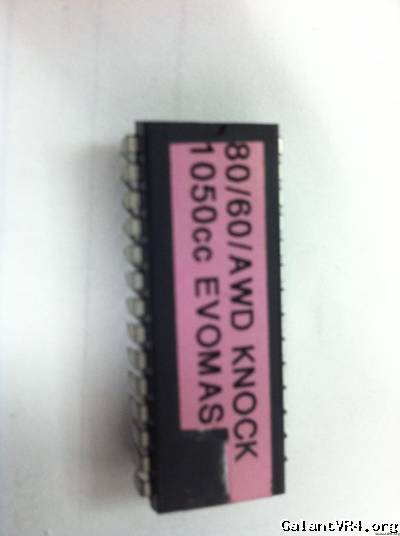 80/60/AWD KNOCK
1050cc EVOMAS
GalantVR4.org